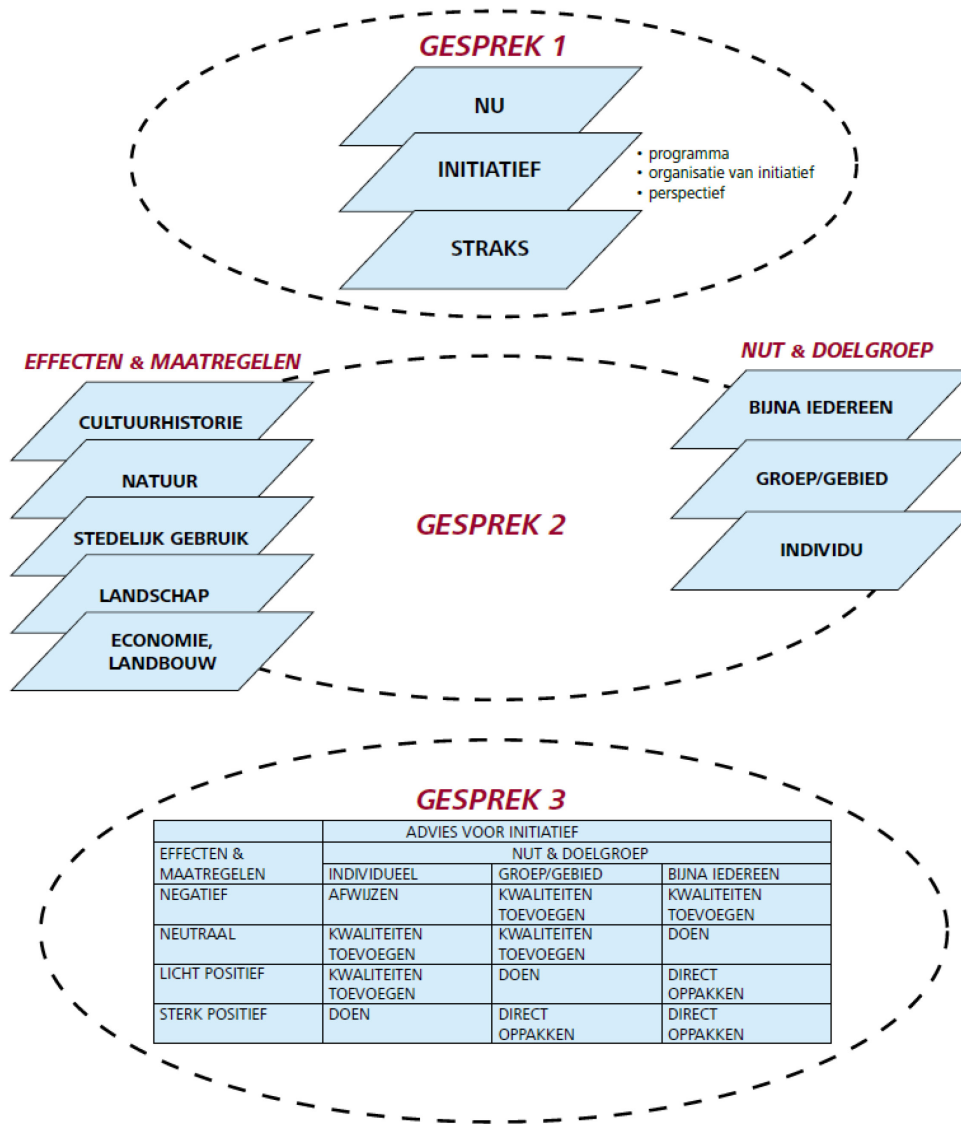 GESPREK 1
NU
INITIATIEF
• programma
• organisatie van initiatief
• perspectief
STRAKS
EFFECTEN & MAATREGELEN
CULTUURHISTORIE
NATUUR
STEDELIJK GEBRUIK
LANDSCHAP
ECONOMIE,
LANDBOUW
GESPREK 2
NUT & DOELGROEP
BIJNA IEDEREEN
GROEP/GEBIED
INDIVIDU
GESPREK 3
ADVIES VOOR INITIATIEF
EFFECTEN & NUT & DOELGROEP
MAATREGELEN INDIVIDUEEL GROEP/GEBIED BIJNA IEDEREEN
NEGATIEF AFWIJZEN KWALITEITEN KWALITEITEN
TOEVOEGEN TOEVOEGEN
NEUTRAAL KWALITEITEN KWALITEITEN DOEN
TOEVOEGEN TOEVOEGEN
LICHT POSITIEF KWALITEITEN DOEN DIRECT
TOEVOEGEN OPPAKKEN
STERK POSITIEF DOEN DIRECT DIRECT
OPPAKKEN OPPAKKEN